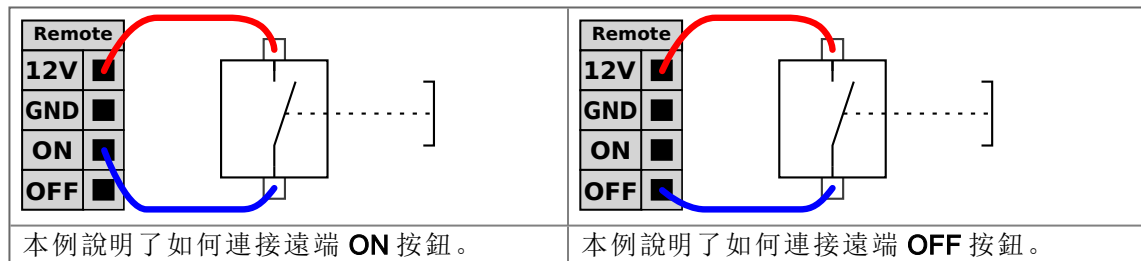 Remote
12V
GND
ON
OFF
本例說明了如何連接遠端 ON 按鈕。
Remote
12V
GND
ON
OFF
本例說明了如何連接遠端 OFF 按鈕。